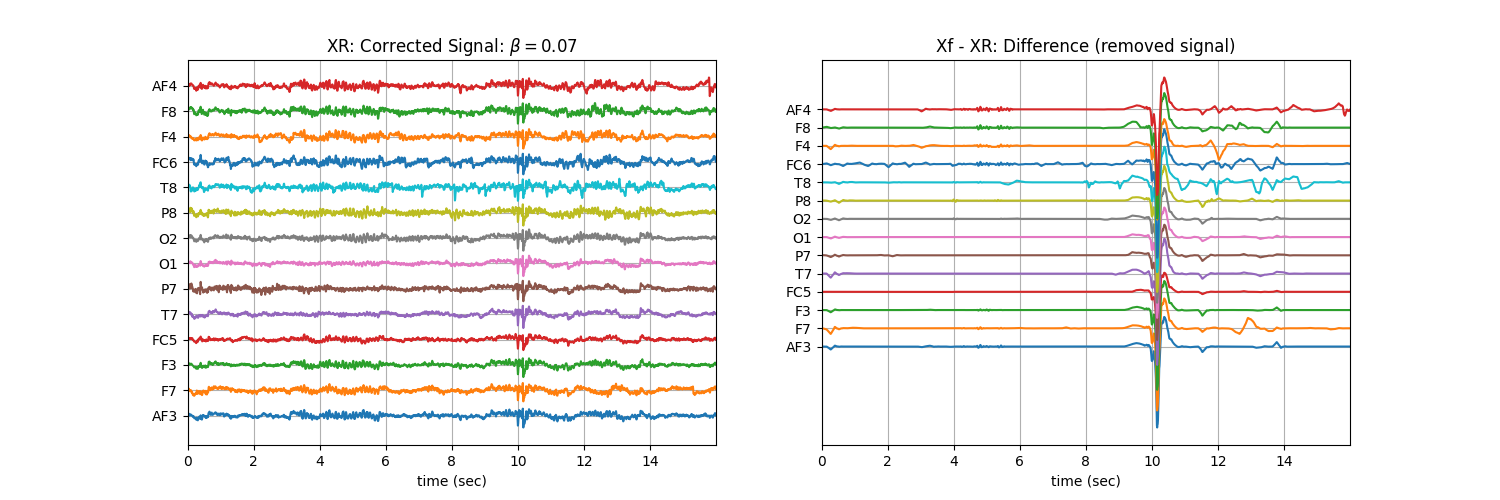 XR: Corrected Signal: β = 0.07
AF4
F8
F4
FC6
T8
P8
O2
O1
P7
T7
FC5
F3
F7
AF3
0 2 4 6 8 10 12 14
time (sec)
Xf - XR: Difference (removed signal)
AF4
F8
F4
FC6
T8
P8
O2
O1
P7
T7
FC5
F3
F7
AF3
0 2 4 6 8 10 12 14
time (sec)